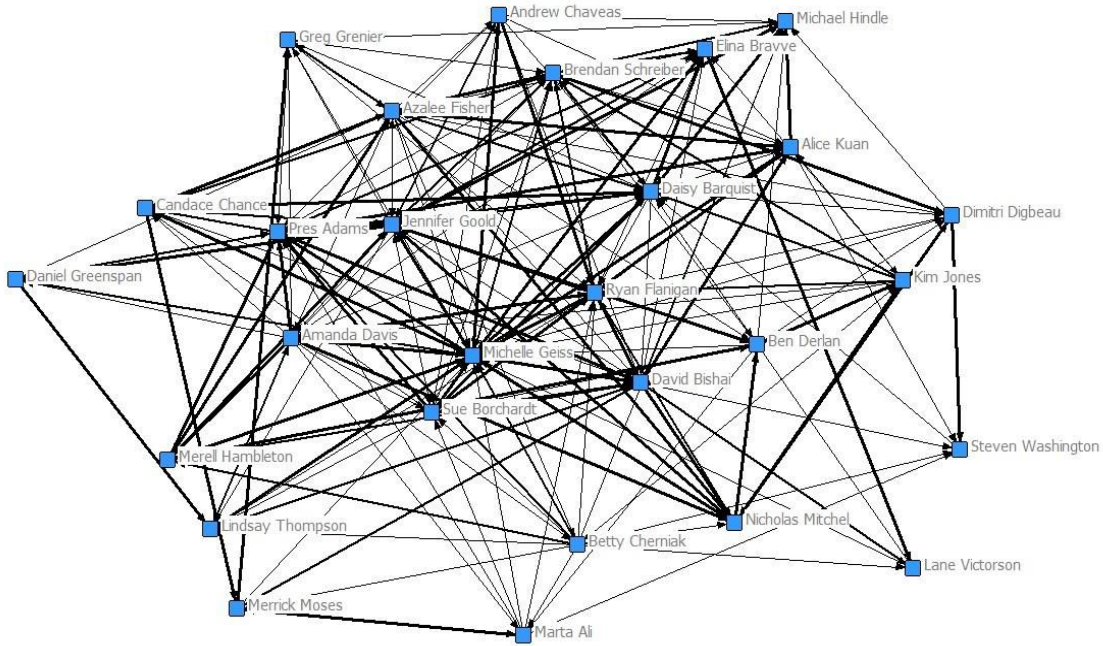 Andrew Chaveas
Michael Hindle
Greg Grenier
Elina Bravve
Brendan Schreiber
Azalee Fisher
Alice Kuan
Daisy Barquist
Candace Chance
Dimitri Digbeau
Pres Adams
Jennifer Goold
Daniel Greenspan
Kim Jones
Ryan Flanigan
Amanda Davis
Ben Derlan
Michelle Geiss
David Bishai
Sue Borchardt
Steven Washington
Merell Hambleton
Nicholas Mitchel
Lindsay Thompson
Betty Cherniak
Lane Victorson
Merrick Moses
Marta Ali